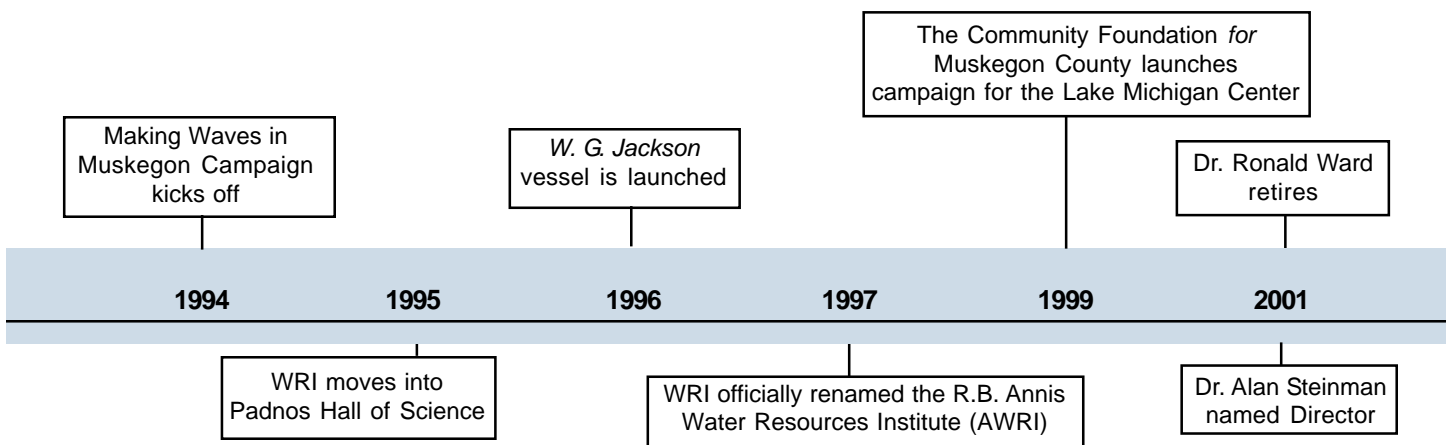 The Community Foundation for
Muskegon County launches
campaign for the Lake Michigan Center
Making Waves in
Muskegon Campaign
kicks off
W. G. Jackson
vessel is launched
Dr. Ronald Ward
retires
1994 1995 1996 1997 1999 2001
WRI moves into
Padnos Hall of Science
WRI officially renamed the R.B. Annis
Water Resources Institute (AWRI)
Dr. Alan Steinman
named Director